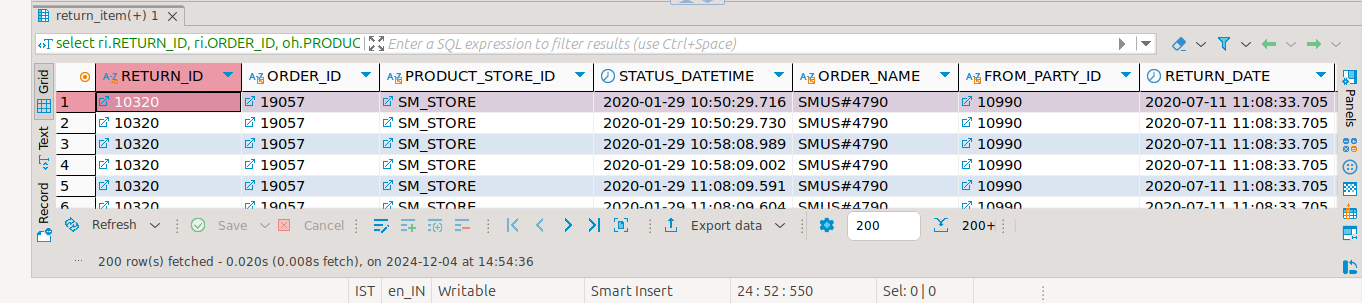 return_item(+) 1
select ri.RETURN_ID, ri.ORDER_ID, oh.PRODUC Enter a SQL expression to filter results (use Ctrl+Space)
RETURN_ID ORDER_ID PRODUCT_STORE_ID STATUS_DATETIME ORDER_NAME FROM_PARTY_ID RETURN_DATE
1 10320 19057 SM_STORE 2020-01-29 10:50:29.716 SMUS#4790 10990 2020-07-11 11:08:33.705
2 10320 19057 SM_STORE 2020-01-29 10:50:29.730 SMUS#4790 10990 2020-07-11 11:08:33.705
3 10320 19057 SM_STORE 2020-01-29 10:58:08.989 SMUS#4790 10990 2020-07-11 11:08:33.705
4 10320 19057 SM_STORE 2020-01-29 10:58:09.002 SMUS#4790 10990 2020-07-11 11:08:33.705
5 10320 19057 SM_STORE 2020-01-29 11:08:09.591 SMUS#4790 10990 2020-07-11 11:08:33.705
6 10320 19057 SM_STORE 2020-01-29 11:08:09.604 SMUS#4790 10990 2020-07-11 11:08:33.705
Grid
Text
Record
Panels
Refresh Save Cancel Export data 200 200+
200 row(s) fetched - 0.020s (0.008s fetch), on 2024-12-04 at 14:54:36
IST en_IN Writable Smart Insert 24 : 52 : 550 Sel: 0 | 0